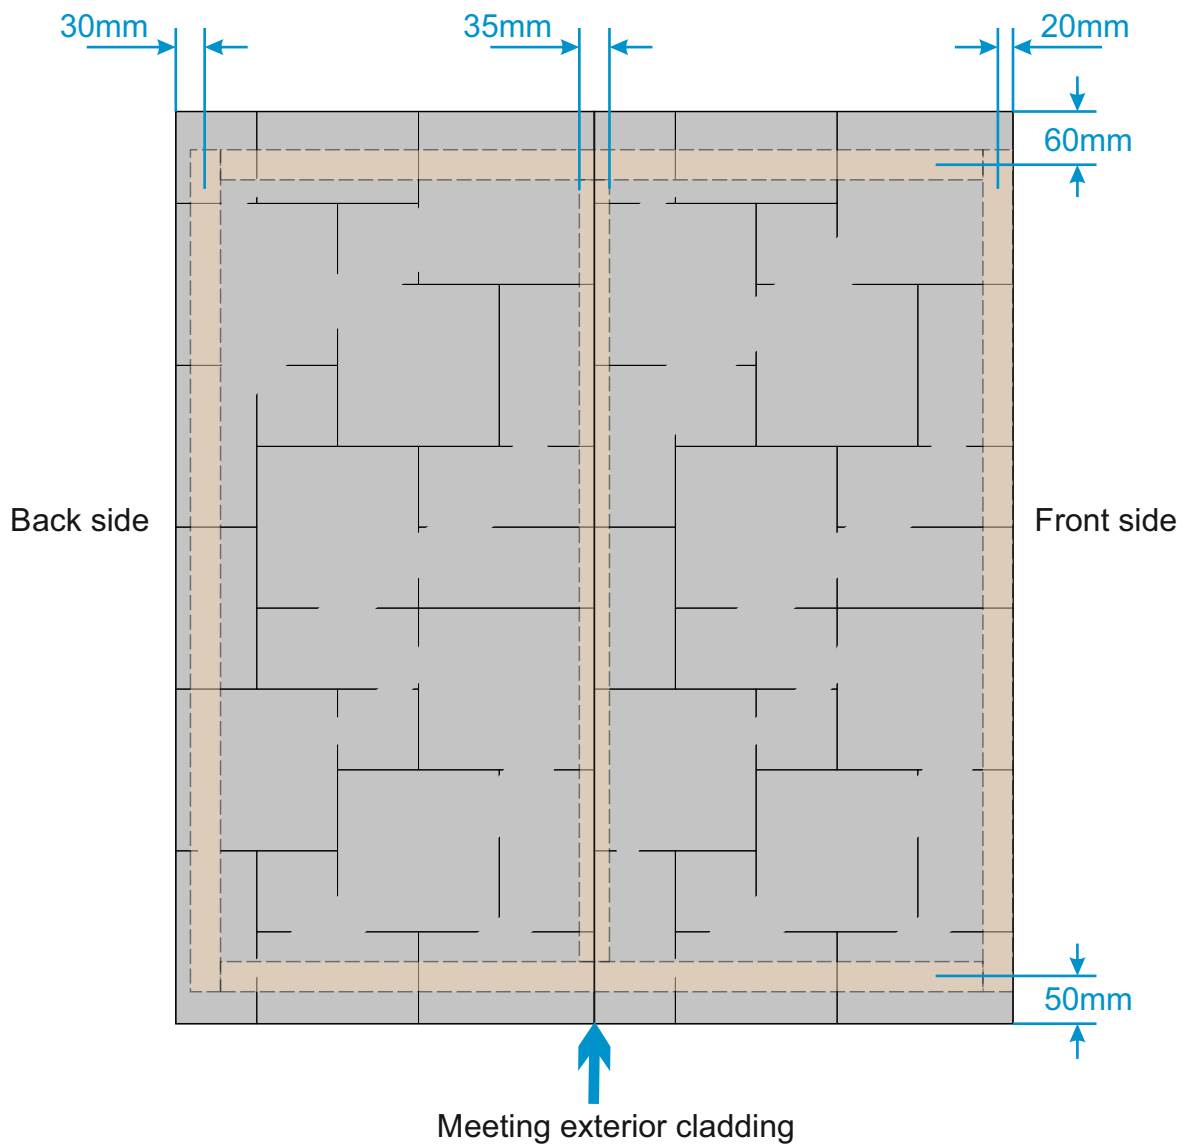 30mm
35mm
20mm
60mm
Back side
Front side
50mm
Meeting exterior cladding